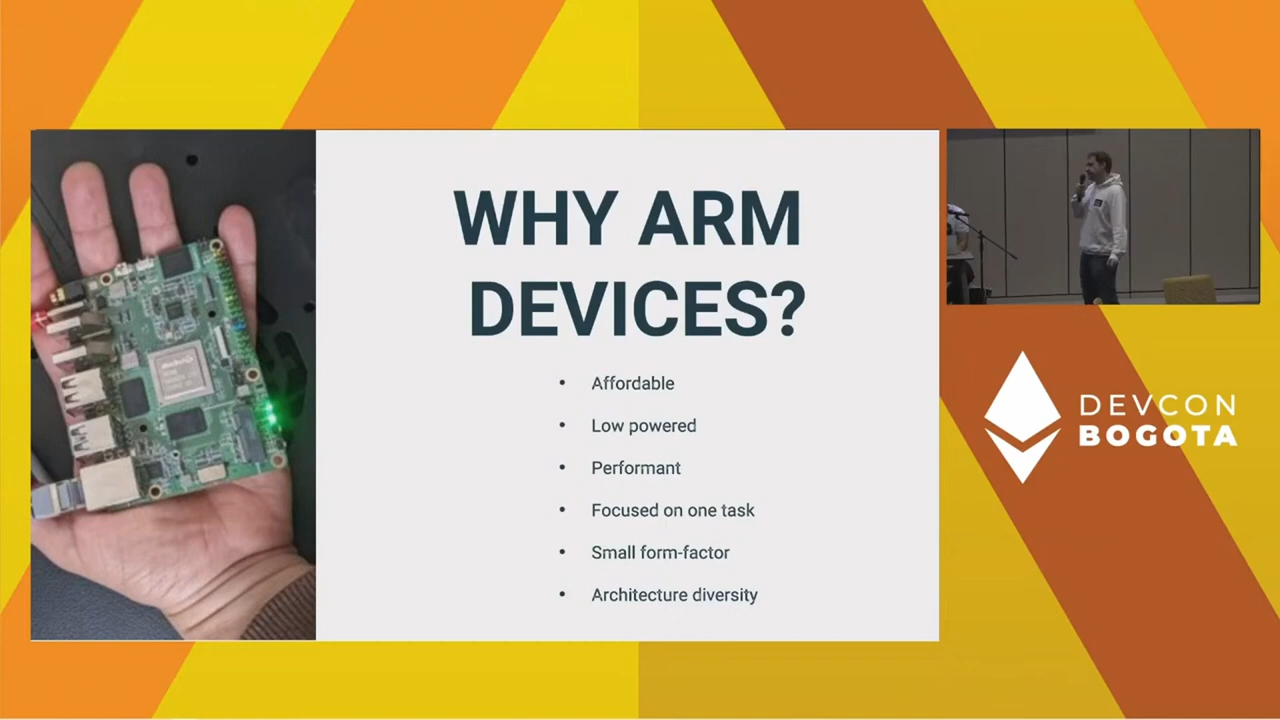 WHY ARM
DEVICES?
• Affordable
• Low powered
• Performant
• Focused on one task
• Small form-factor
• Architecture diversity
DEVCON
BOGOTA